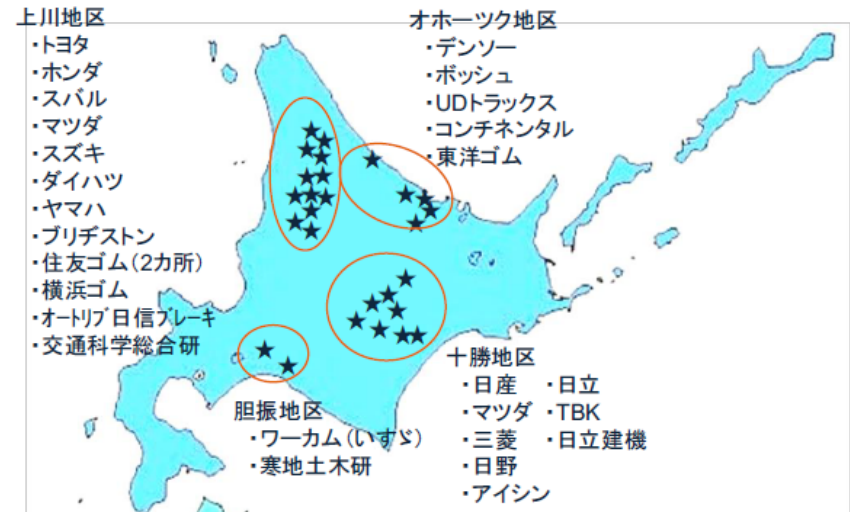 上川地区
・トヨタ
・ホンダ
・スバル
・マツダ
・スズキ
・ダイハツ
・ヤマハ
・ブリヂストン
・住友ゴム（2カ所）
・横浜ゴム
・オートリブ日信ブレーキ
・交通科学総合研
オホーツク地区
・デンソー
・ボッシュ
・UDトラックス
・コンチネンタル
・東洋ゴム
十勝地区
・日産 ・日立
・マツダ ・TBK
・三菱 ・日立建機
・日野
・アイシン
胆振地区
・ワーカム（いすゞ）
・寒地土木研